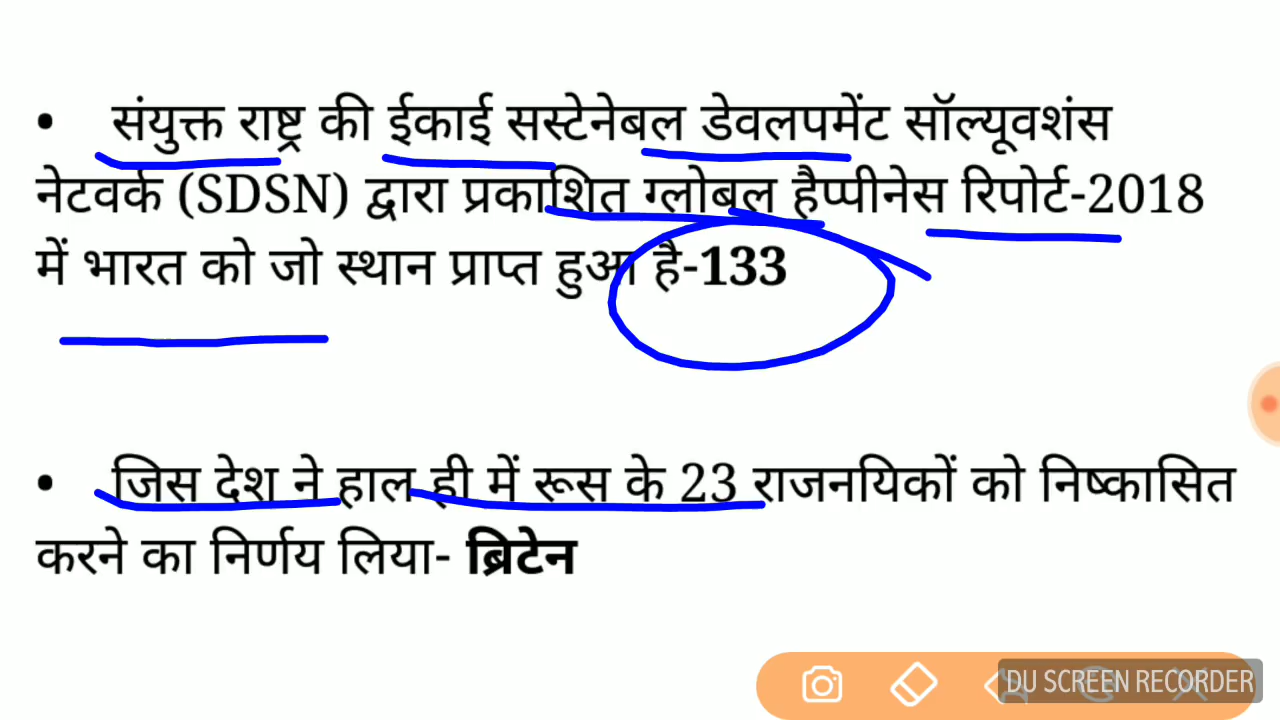 • संयुक्त राष्ट्र की ईकाई सस्टेनेबल डेवलपमेंट सॉल्यूवशंस
नेटवर्क (SDSN) द्वारा प्रकाशित ग्लोबल हैप्पीनेस रिपोर्ट-2018
में भारत को जो स्थान प्राप्त हुआ है-133
• जिस देश ने हाल ही में रूस के 23 राजनयिकों को निष्कासित
करने का निर्णय लिया- ब्रिटेन
DU SCREEN RECORDER